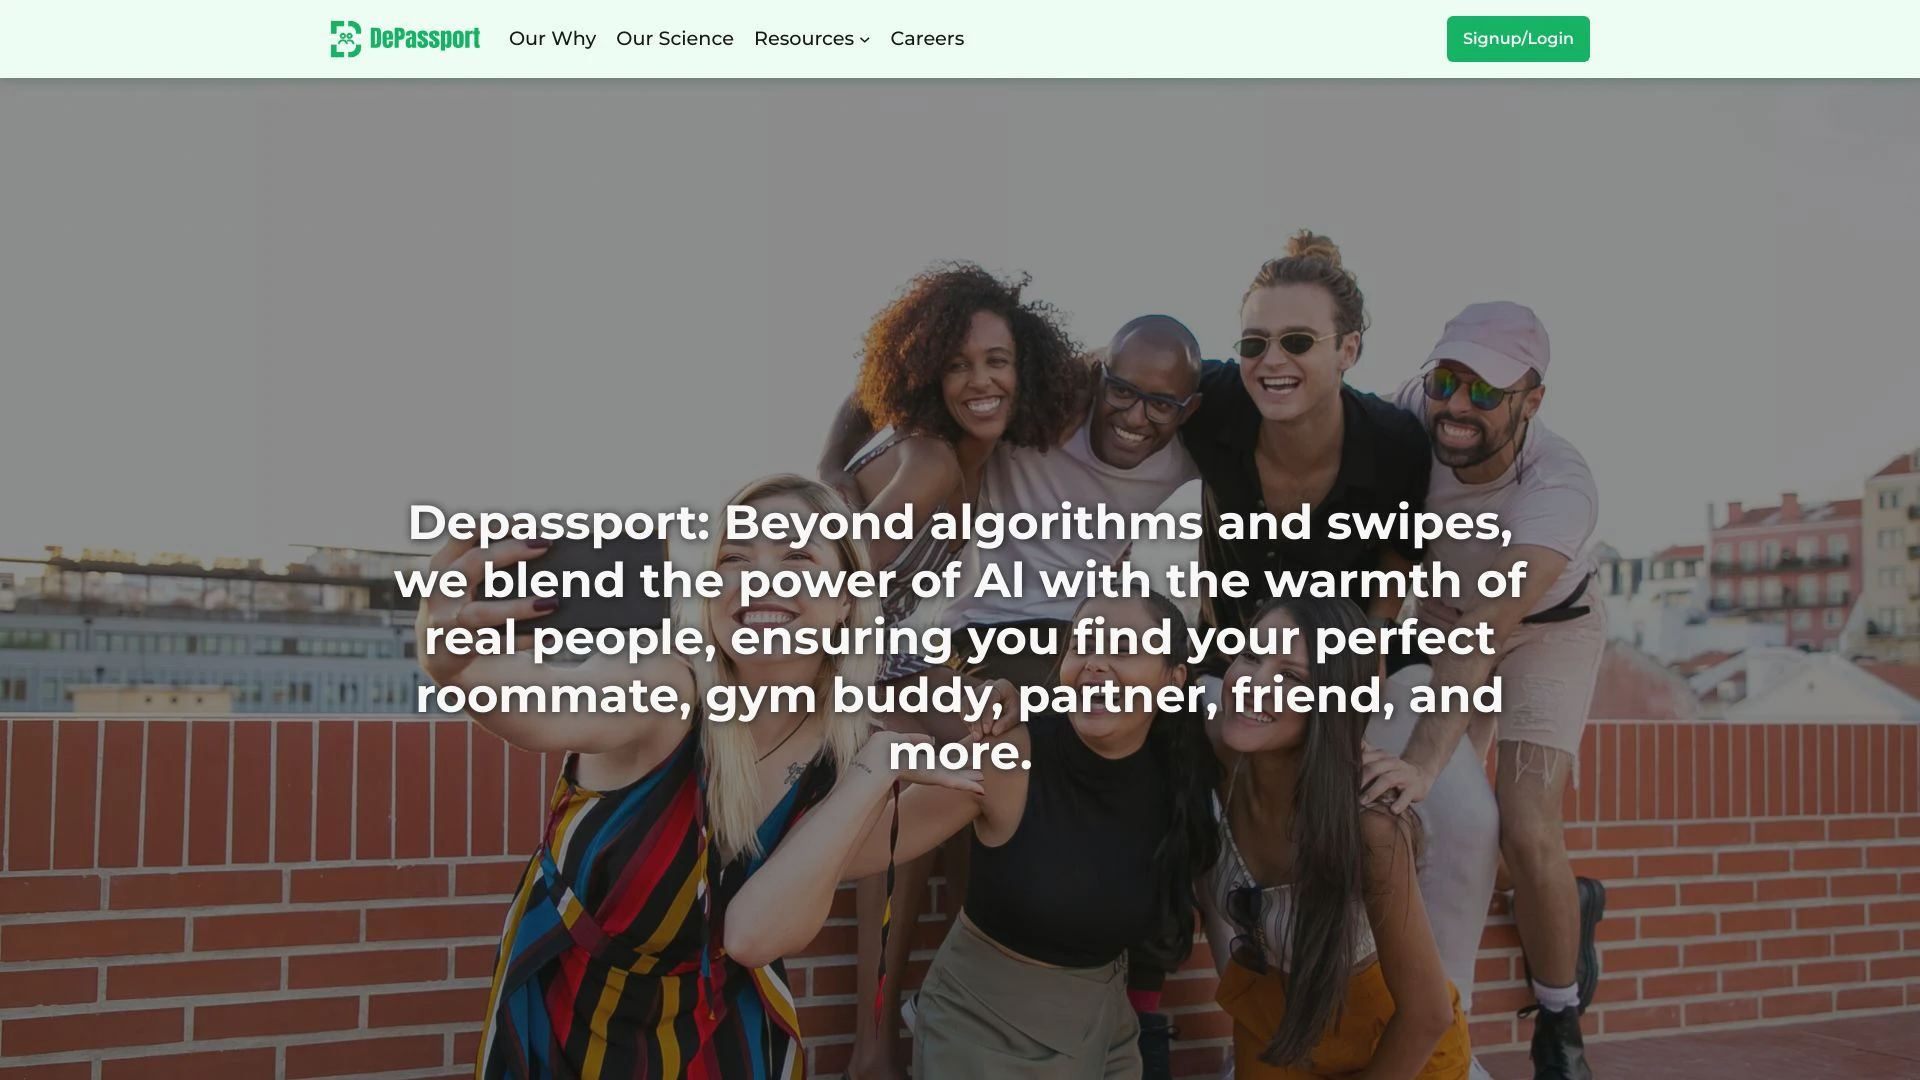 DePassport
Our Why
Our Science
Resources
Careers
Signup/Login
Depassport: Beyond algorithms and swipes,
we blend the power of Al with the warmth of
real people, ensuring you find your perfect
roommate, gym buddy, partner, friend, and
more.